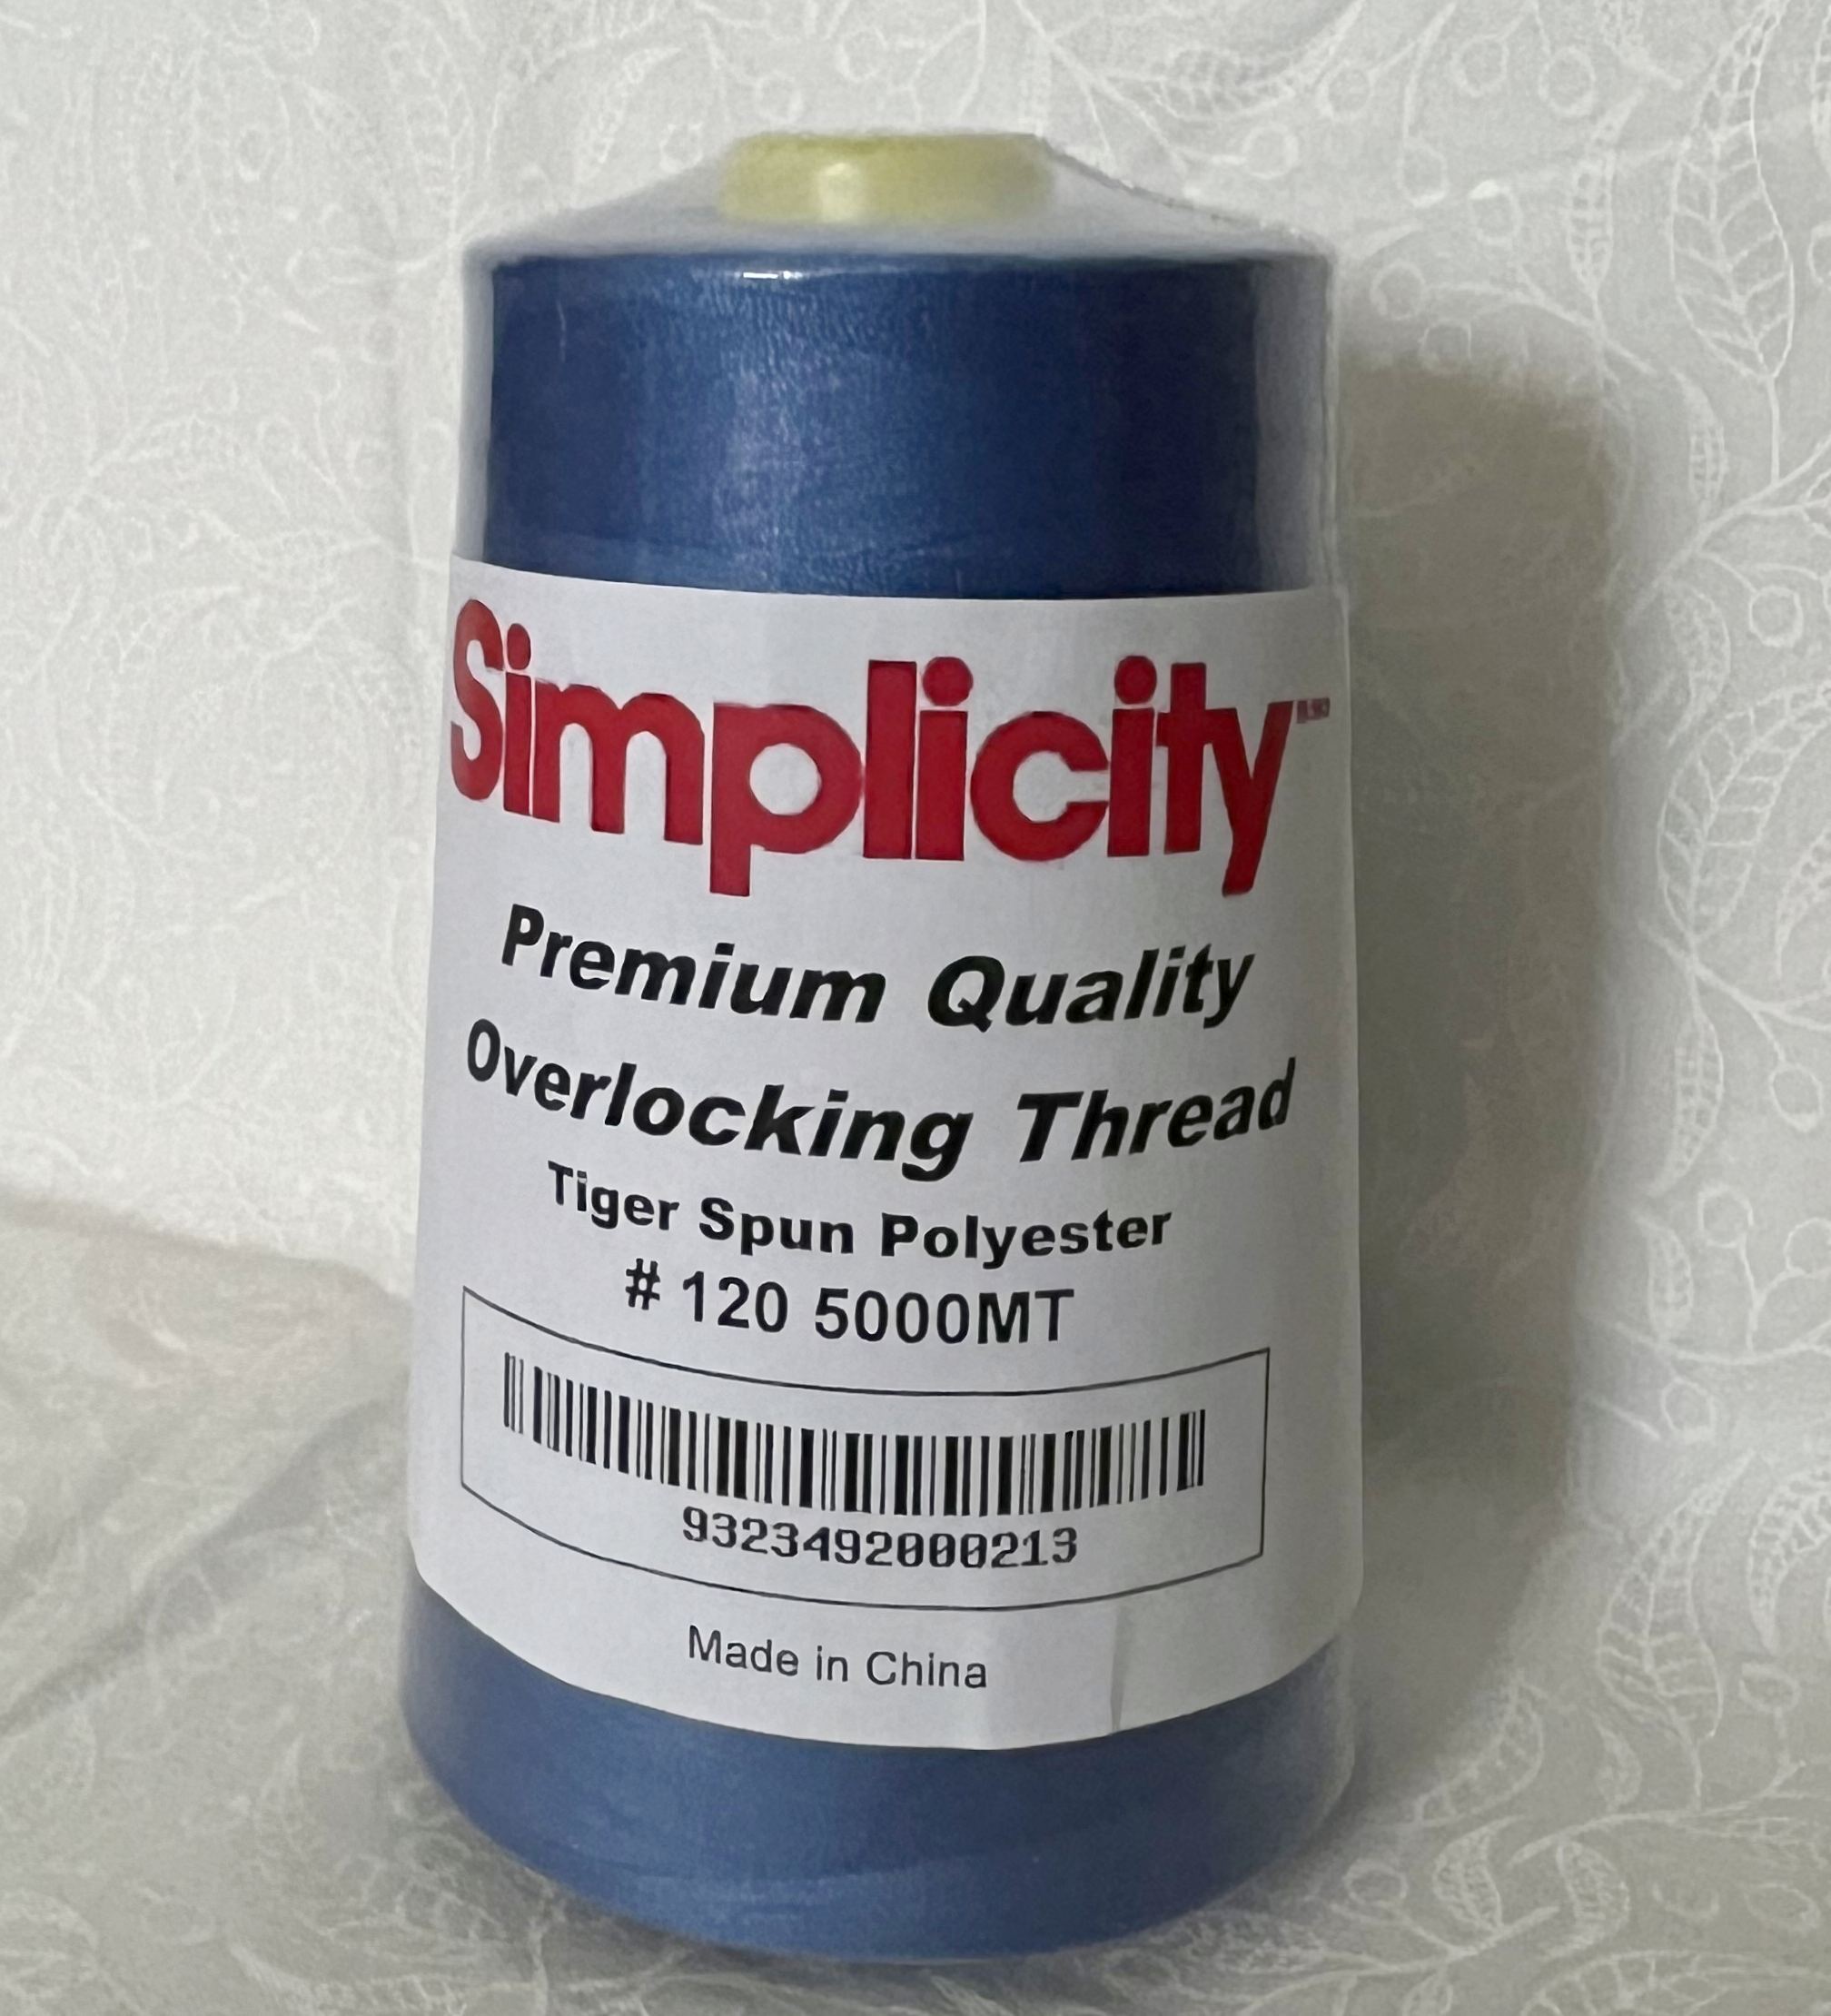 Simplicity
Premium Quality
Overlocking Thread
Tiger Spun Polyester
# 120 5000MT
9323492000213
Made in China